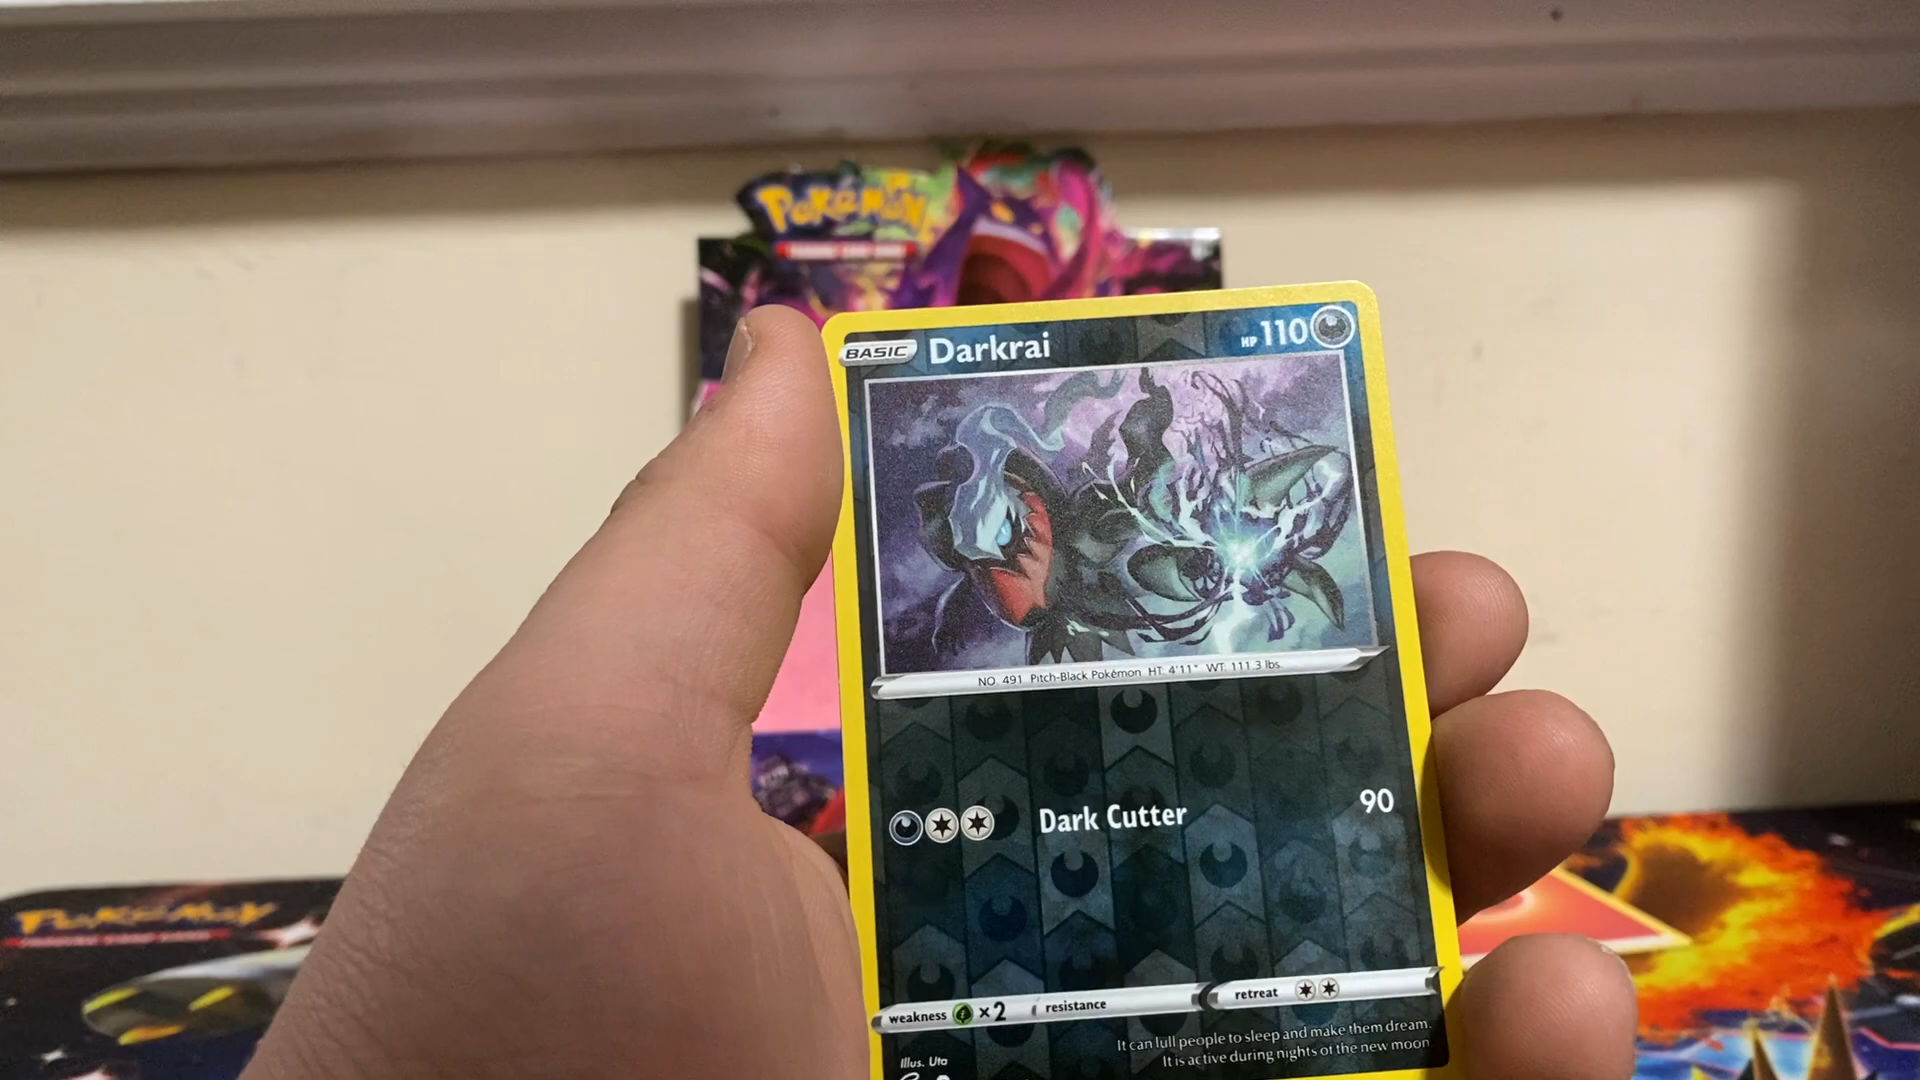 Pokémon
BASIC Darkrai HP 110
NO. 491 Pitch-Black Pokémon HT: 4'11" WT: 111.3 lbs.
Dark Cutter 90
weakness ×2 resistance retreat
It can lull people to sleep and make them dream.
It is active during nights of the new moon
Illus. Uta
Pokémon